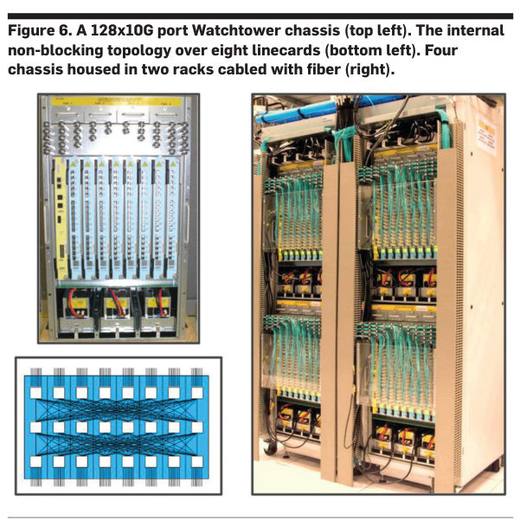 Figure 6. A 128x10G port Watchtower chassis (top left). The internal
non-blocking topology over eight linecards (bottom left). Four
chassis housed in two racks cabled with fiber (right).